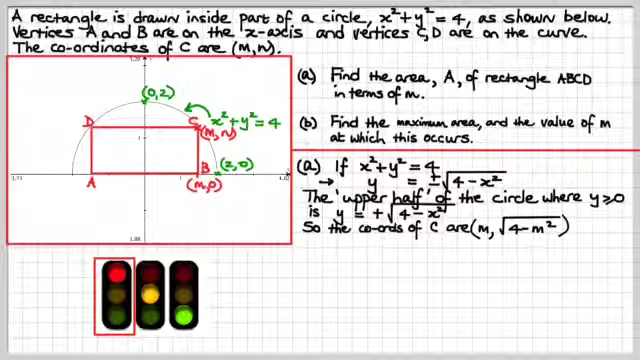 A rectangle is drawn inside part of a circle, x²+y²=4, as shown below.
Vertices A and B are on the x-axis and vertices C, D are on the curve.
The co-ordinates of C are (m,n).
(0,2)
x²+y²=4
D
C
(m,n)
(2,0)
B
A
(m,0)
1
(a) Find the area, A, of rectangle ABCD
in terms of m.
(b) Find the maximum area, and the value of m
at which this occurs.
(a) If x²+y²=4
→ y = ±√4-x²
The 'upper half' of the circle where y≥0
is y = +√4-x²
So the co-ords of C are (m, √4-m²)